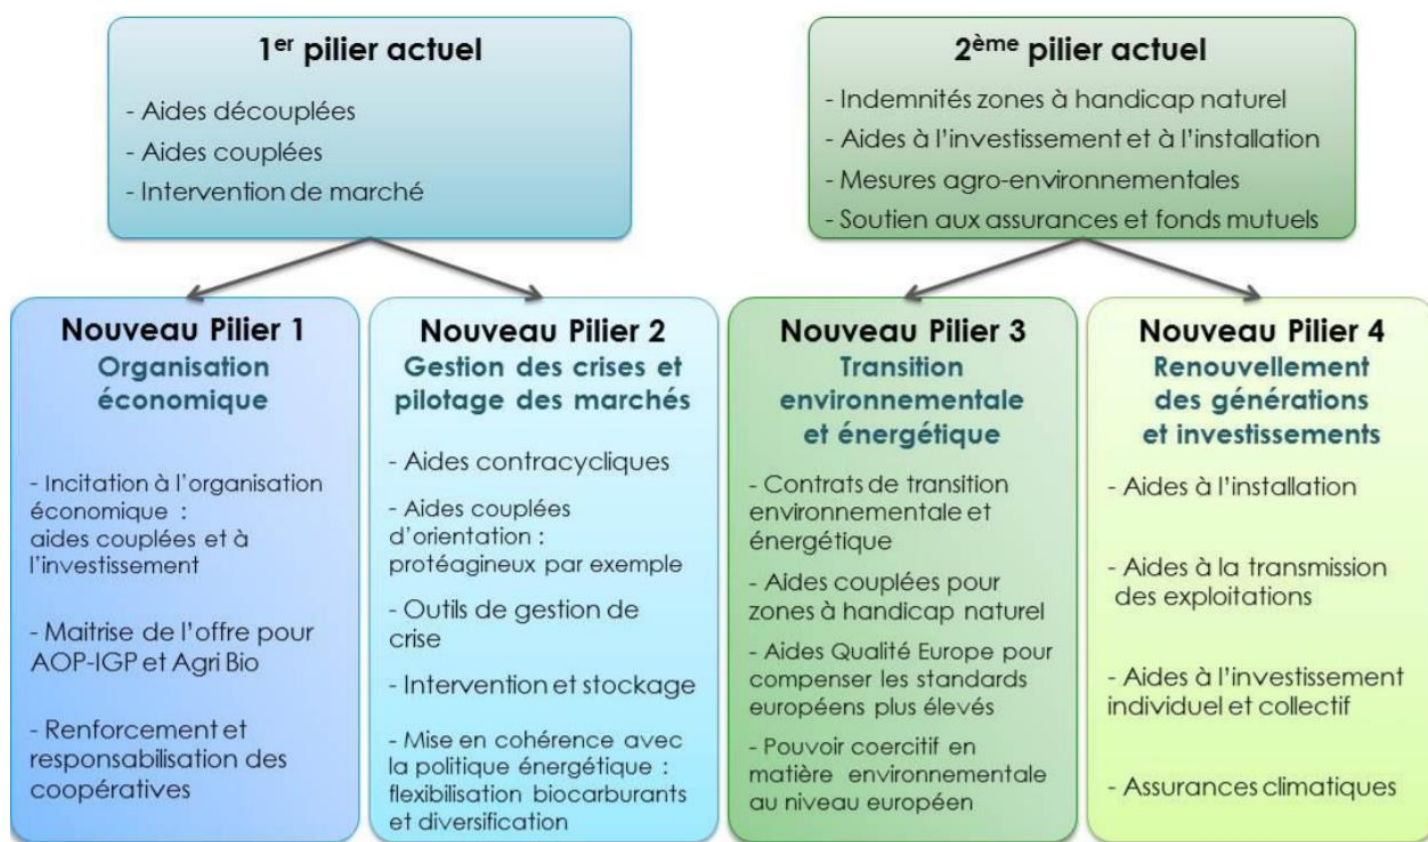 1er pilier actuel
- Aides découplées
- Aides couplées
- Intervention de marché
2ème pilier actuel
- Indemnités zones à handicap naturel
- Aides à l'investissement et à l'installation
- Mesures agro-environnementales
- Soutien aux assurances et fonds mutuels
Nouveau Pilier 1
Organisation
économique
- Incitation à l'organisation
économique :
aides couplées et à
l'investissement
- Maitrise de l'offre pour
AOP-IGP et Agri Bio
- Renforcement et
responsabilisation des
coopératives
Nouveau Pilier 2
Gestion des crises et
pilotage des marchés
- Aides contracycliques
- Aides couplées
d'orientation :
protéagineux par exemple
- Outils de gestion de
crise
- Intervention et stockage
- Mise en cohérence avec
la politique énergétique :
flexibilisation biocarburants
et diversification
Nouveau Pilier 3
Transition
environnementale
et énergétique
- Contrats de transition
environnementale et
énergétique
- Aides couplées pour
zones à handicap naturel
- Aides Qualité Europe pour
compenser les standards
européens plus élevés
- Pouvoir coercitif en
matière environnementale
au niveau européen
Nouveau Pilier 4
Renouvellement
des générations
et investissements
- Aides à l'installation
- Aides à la transmission
des exploitations
- Aides à l'investissement
individuel et collectif
- Assurances climatiques